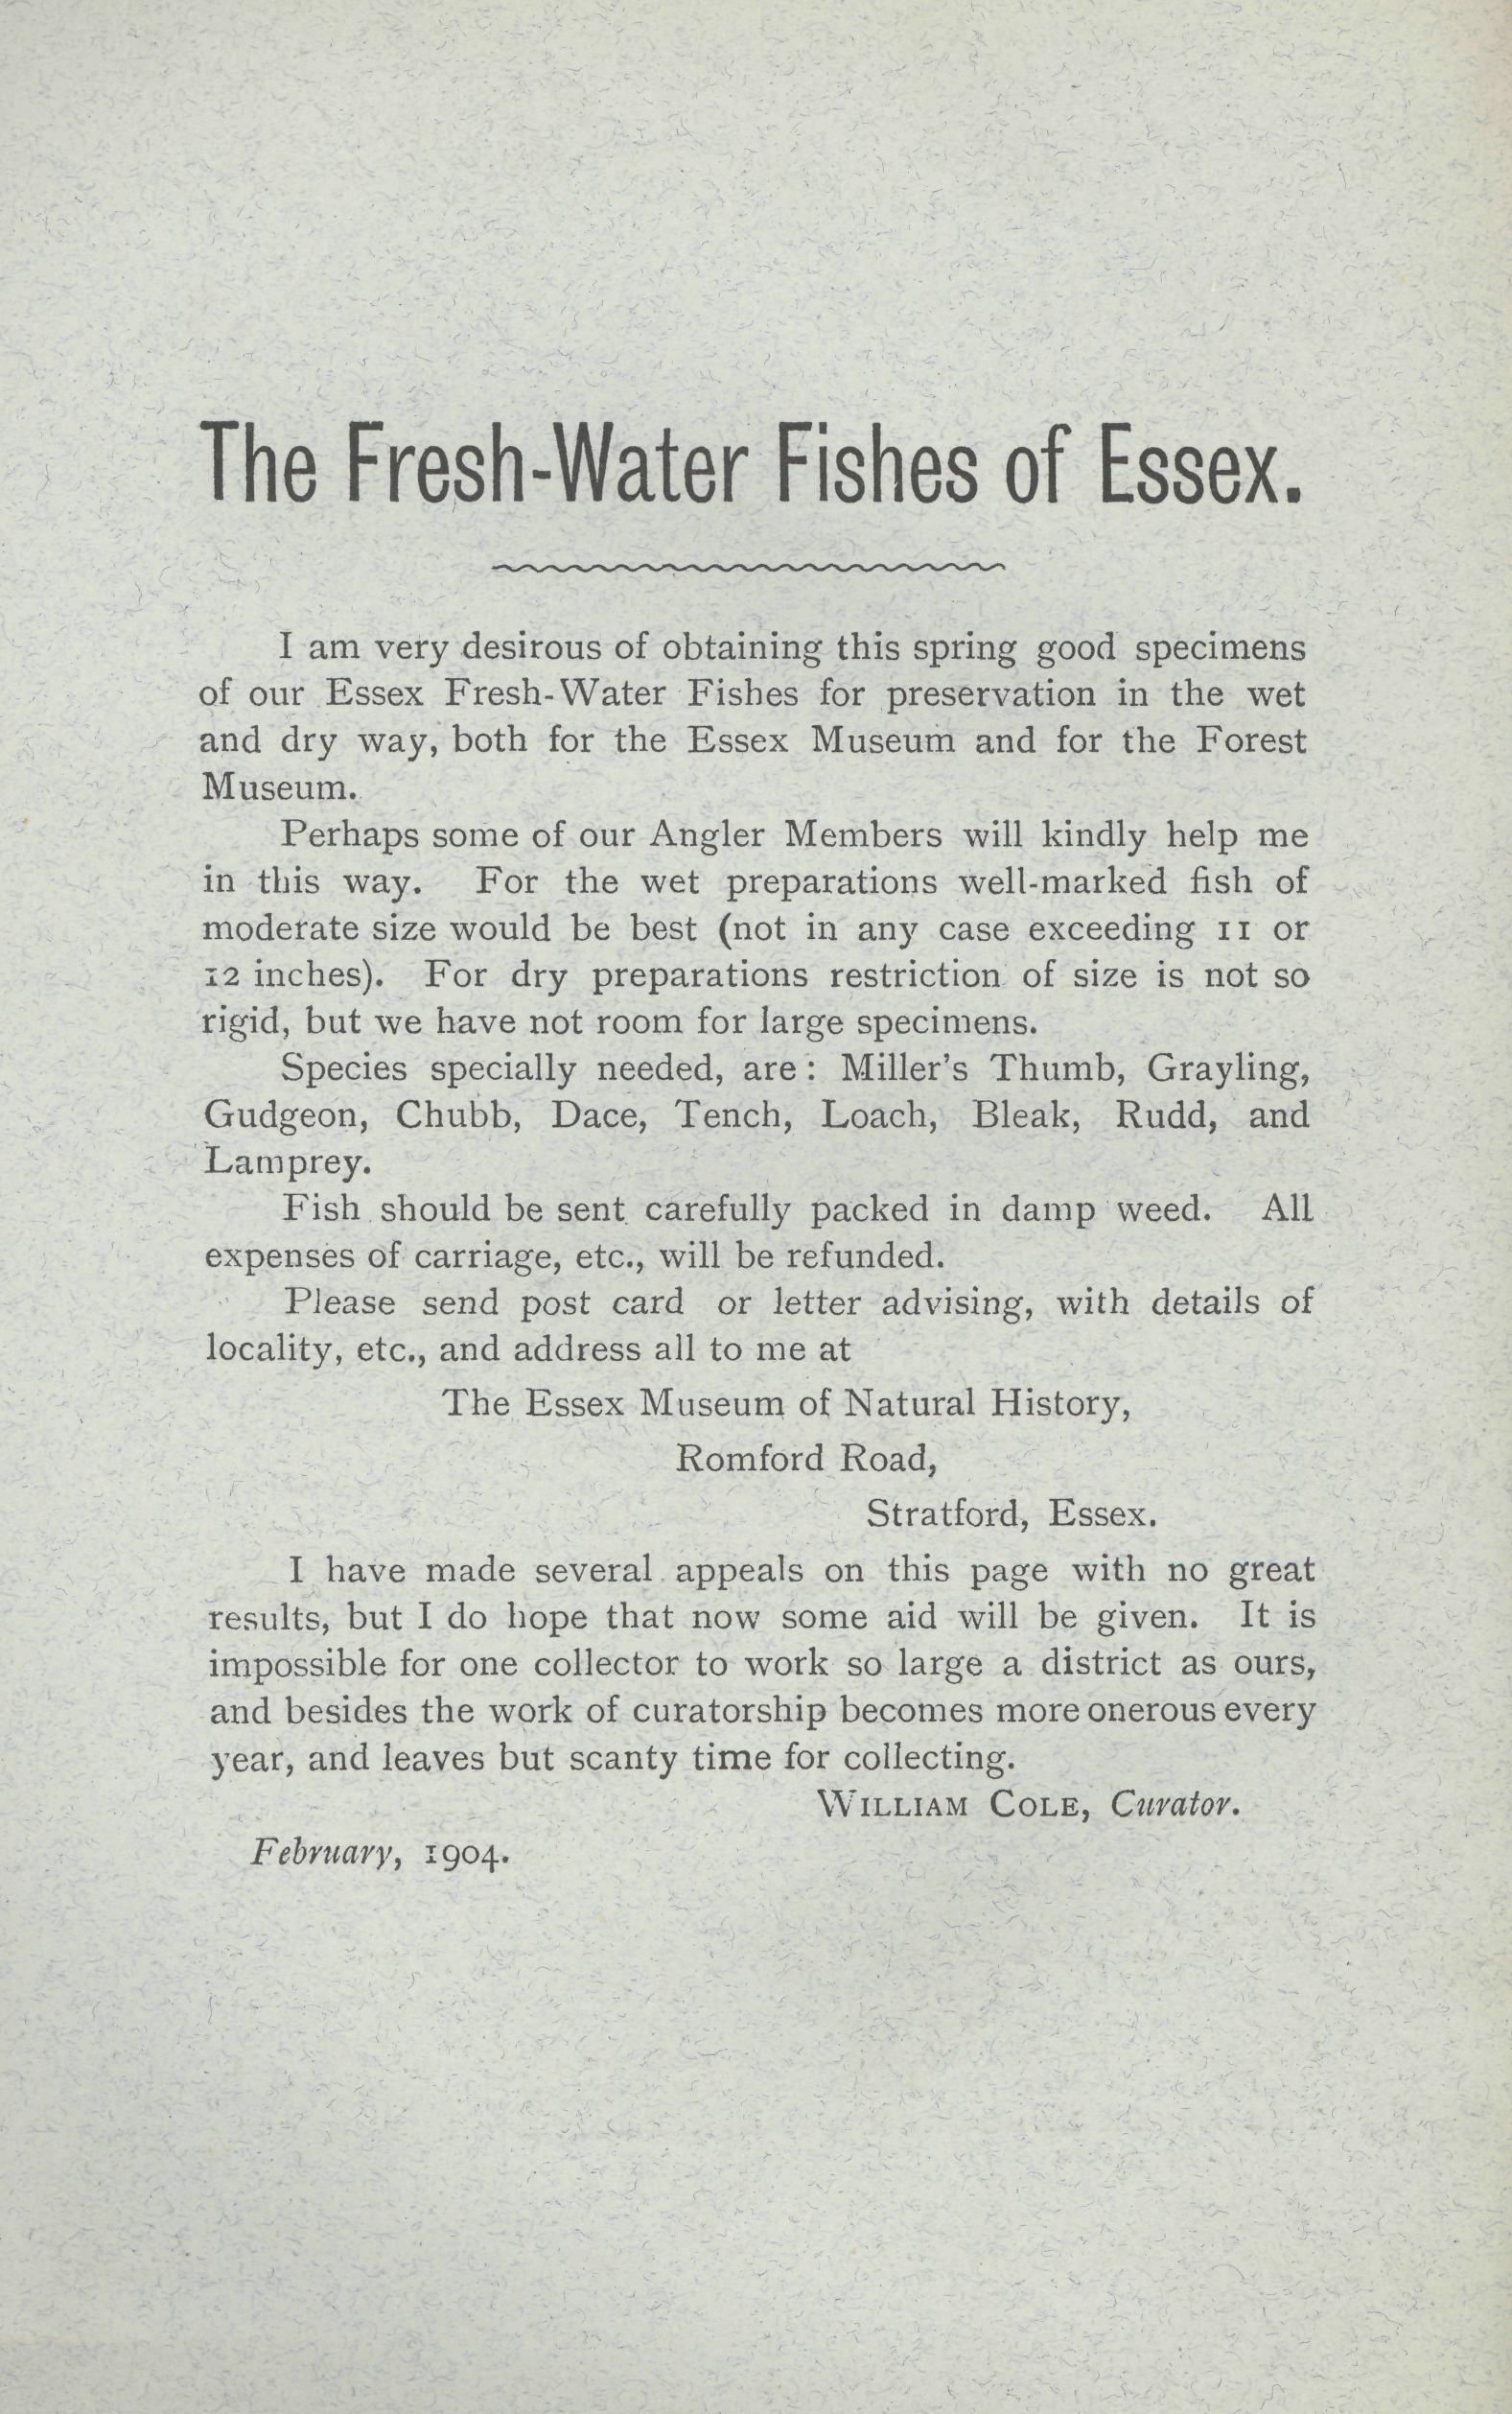 The Fresh-Water Fishes of Essex.
I am very desirous of obtaining this spring good specimens
of our Essex Fresh-Water Fishes for preservation in the wet
and dry way, both for the Essex Museum and for the Forest
Museum.
Perhaps some of our Angler Members will kindly help me
in this way. For the wet preparations well-marked fish of
moderate size would be best (not in any case exceeding 11 or
12 inches). For dry preparations restriction of size is not so
rigid, but we have not room for large specimens.
Species specially needed, are : Miller's Thumb, Grayling,
Gudgeon, Chubb, Dace, Tench, Loach, Bleak, Rudd, and
Lamprey.
Fish should be sent carefully packed in damp weed. All
expenses of carriage, etc., will be refunded.
Please send post card or letter advising, with details of
locality, etc., and address all to me at
The Essex Museum of Natural History,
Romford Road,
Stratford, Essex.
I have made several appeals on this page with no great
results, but I do hope that now some aid will be given. It is
impossible for one collector to work so large a district as ours,
and besides the work of curatorship becomes more onerous every
year, and leaves but scanty time for collecting.
WILLIAM COLE, Curator.
February, 1904.